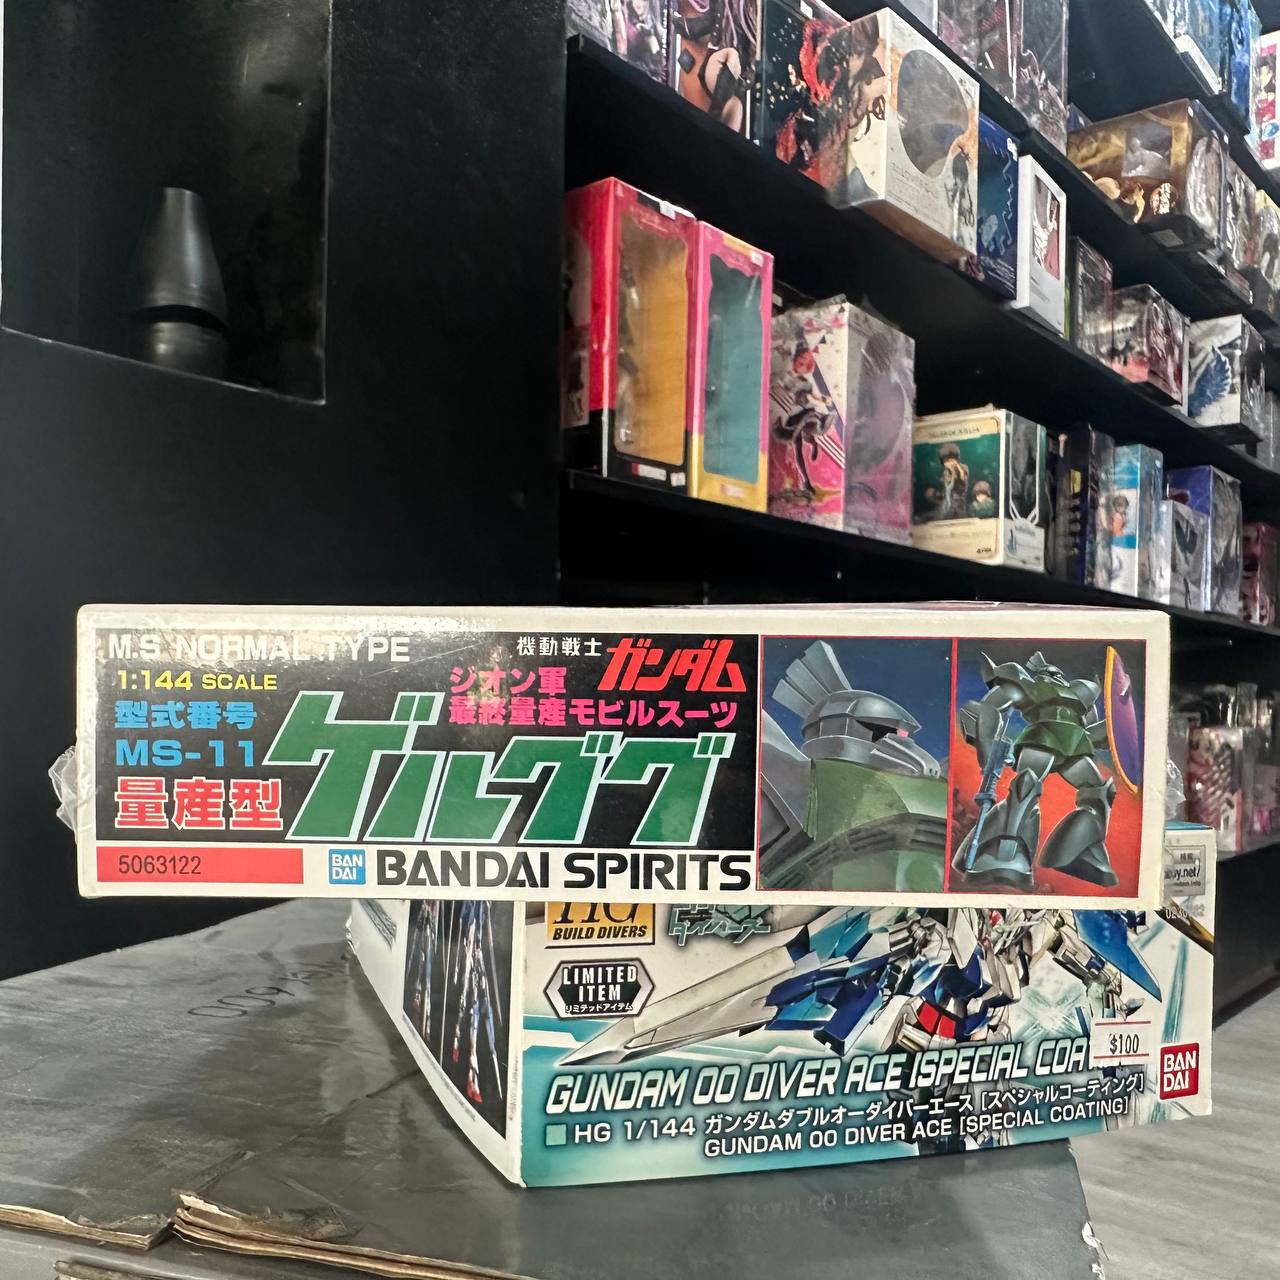 M.S NORMAL TYPE
1:144 SCALE
型式番号
MS-11
量産型
機動戦士
ガンダム
ジオン軍
最終量産モビルスーツ
ゲルググ
5063122
BAN
DAI
BANDAI SPIRITS
HG
BUILD DIVERS
LIMITED
ITEM
リミテッドアイテム
$100
GUNDAM 00 DIVER ACE [SPECIAL
HG 1/144 ガンダムダブルオーダイバーエース [スペシャルコーティング]
GUNDAM 00 DIVER ACE [SPECIAL COATING]
BAN
DAI